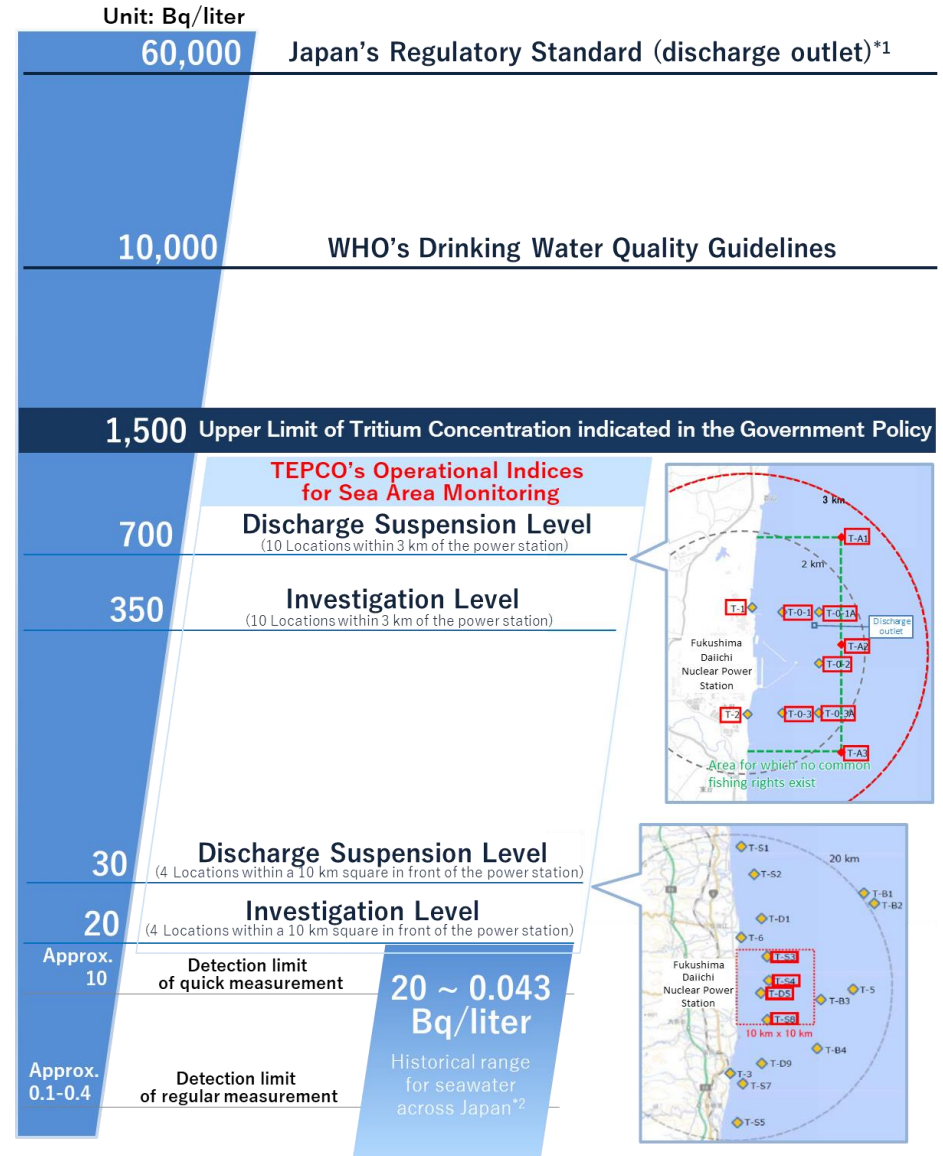 Unit: Bq/liter
60,000
Japan's Regulatory Standard (discharge outlet)*1
10,000
WHO's Drinking Water Quality Guidelines
1,500
Upper Limit of Tritium Concentration indicated in the Government Policy
TEPCO's Operational Indices
for Sea Area Monitoring
700
Discharge Suspension Level
(10 Locations within 3 km of the power station)
350
Investigation Level
(10 Locations within 3 km of the power station)
3 km
T-A1
2 km
T-1
T-0-1
T-0-1A
Discharge
outlet
Fukushima
Daiichi
Nuclear Power
Station
T-A2
T-0-2
T-2
T-0-3
T-0-3A
T-A3
Area for which no common
fishing rights exist
30
Discharge Suspension Level
(4 Locations within a 10 km square in front of the power station)
20
Investigation Level
(4 Locations within a 10 km square in front of the power station)
Approx.
10
Detection limit
of quick measurement
20 ~ 0.043
Bq/liter
Historical range
for seawater
across Japan*2
Approx.
0.1-0.4
Detection limit
of regular measurement
T-S1
20 km
T-S2
T-B1
T-B2
T-D1
T-6
T-S3
Fukushima
Daiichi
Nuclear Power
Station
T-S4
T-D5
T-5
T-B3
T-S8
10 km x 10 km
T-B4
T-D9
T-3
T-S7
T-S5